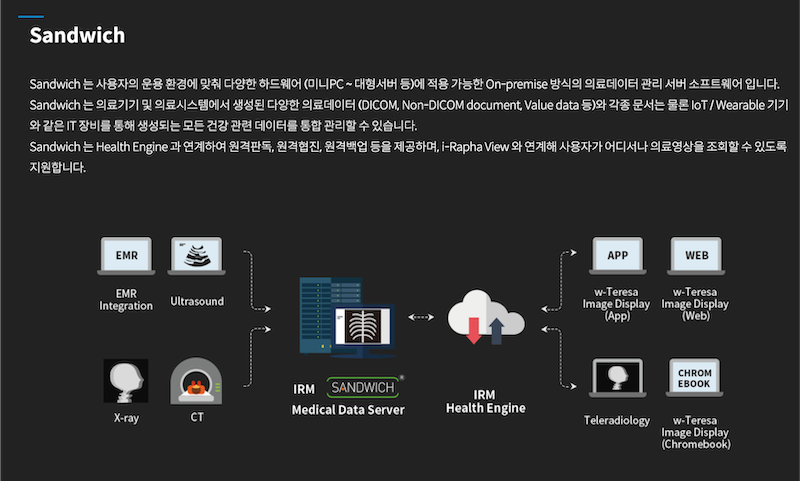 Sandwich
Sandwich 는 사용자의 운용 환경에 맞춰 다양한 하드웨어 (미니PC ~ 대형서버 등)에 적용 가능한 On-premise 방식의 의료데이터 관리 서버 소프트웨어 입니다.
Sandwich 는 의료기기 및 의료시스템에서 생성된 다양한 의료데이터 (DICOM, Non-DICOM document, Value data 등)와 각종 문서는 물론 IoT / Wearable 기기
와 같은 IT 장비를 통해 생성되는 모든 건강 관련 데이터를 통합 관리할 수 있습니다.
Sandwich 는 Health Engine 과 연계하여 원격판독, 원격협진, 원격백업 등을 제공하며, i-Rapha View 와 연계해 사용자가 어디서나 의료영상을 조회할 수 있도록
지원합니다.
EMR
EMR
Integration
Ultrasound
X-ray
CT
IRM SANDWICH
Medical Data Server
IRM
Health Engine
APP
w-Teresa
Image Display
(App)
WEB
w-Teresa
Image Display
(Web)
Teleradiology
CHROM
EBOOK
w-Teresa
Image Display
(Chromebook)